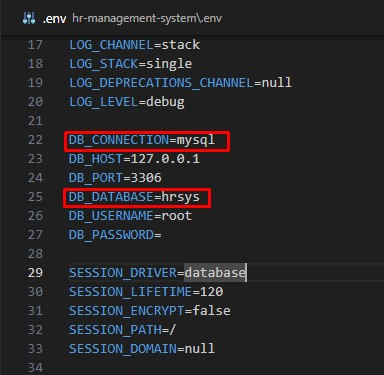 .env hr-management-system\.env
17 LOG_CHANNEL=stack
18 LOG_STACK=single
19 LOG_DEPRECATIONS_CHANNEL=null
20 LOG_LEVEL=debug
21
22 DB_CONNECTION=mysql
23 DB_HOST=127.0.0.1
24 DB_PORT=3306
25 DB_DATABASE=hrsys
26 DB_USERNAME=root
27 DB_PASSWORD=
28
29 SESSION_DRIVER=database
30 SESSION_LIFETIME=120
31 SESSION_ENCRYPT=false
32 SESSION_PATH=/
33 SESSION_DOMAIN=null
34